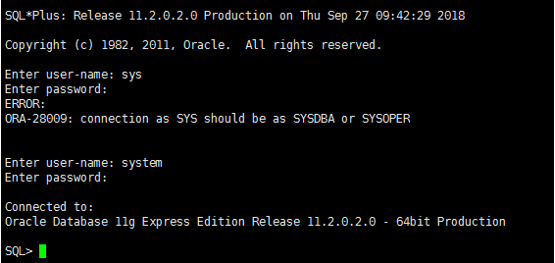 SQL*Plus: Release 11.2.0.2.0 Production on Thu Sep 27 09:42:29 2018
Copyright (c) 1982, 2011, Oracle.  All rights reserved.
Enter user-name: sys
Enter password:
ERROR:
ORA-28009: connection as SYS should be as SYSDBA or SYSOPER
Enter user-name: system
Enter password:
Connected to:
Oracle Database 11g Express Edition Release 11.2.0.2.0 - 64bit Production
SQL>